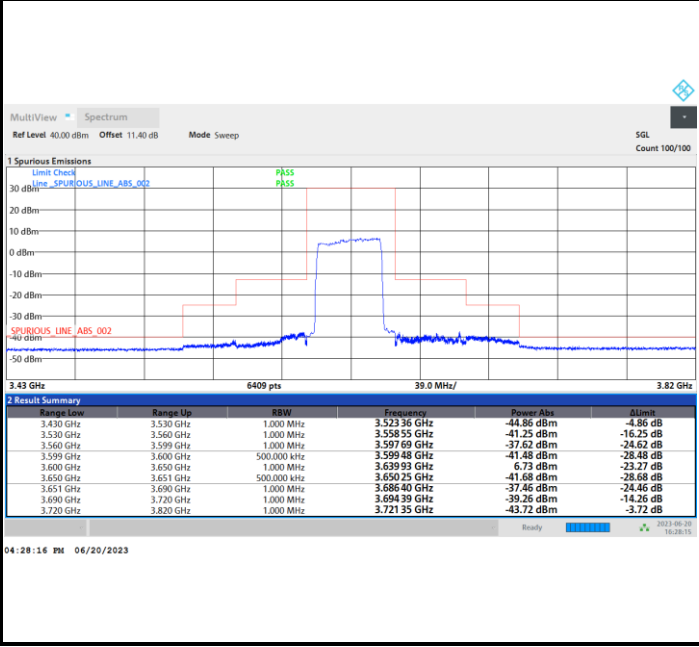 MultiView Spectrum
Ref Level 40.00 dBm Offset 11.40 dB Mode Sweep SGL
Count 100/100
1 Spurious Emissions
Limit Check PASS
Line _SPURIOUS_LINE_ABS_002 PASS
30 dBm
20 dBm
10 dBm
0 dBm
-10 dBm
-20 dBm
-30 dBm
SPURIOUS_LINE_ABS_002
-40 dBm
-50 dBm
3.43 GHz 6409 pts 39.0 MHz/ 3.82 GHz
2 Result Summary
Range Low Range Up RBW Frequency Power Abs ΔLimit
3.430 GHz 3.530 GHz 1.000 MHz 3.523 36 GHz -44.86 dBm -4.86 dB
3.530 GHz 3.560 GHz 1.000 MHz 3.558 55 GHz -41.25 dBm -16.25 dB
3.560 GHz 3.599 GHz 1.000 MHz 3.597 69 GHz -37.62 dBm -24.62 dB
3.599 GHz 3.600 GHz 500.000 kHz 3.599 48 GHz -41.48 dBm -28.48 dB
3.600 GHz 3.650 GHz 1.000 MHz 3.639 93 GHz 6.73 dBm -23.27 dB
3.650 GHz 3.651 GHz 500.000 kHz 3.650 25 GHz -41.68 dBm -28.68 dB
3.651 GHz 3.690 GHz 1.000 MHz 3.686 40 GHz -37.46 dBm -24.46 dB
3.690 GHz 3.720 GHz 1.000 MHz 3.694 39 GHz -39.26 dBm -14.26 dB
3.720 GHz 3.820 GHz 1.000 MHz 3.721 35 GHz -43.72 dBm -3.72 dB
Ready 2023-06-20
16:28:15
04:28:16 PM 06/20/2023